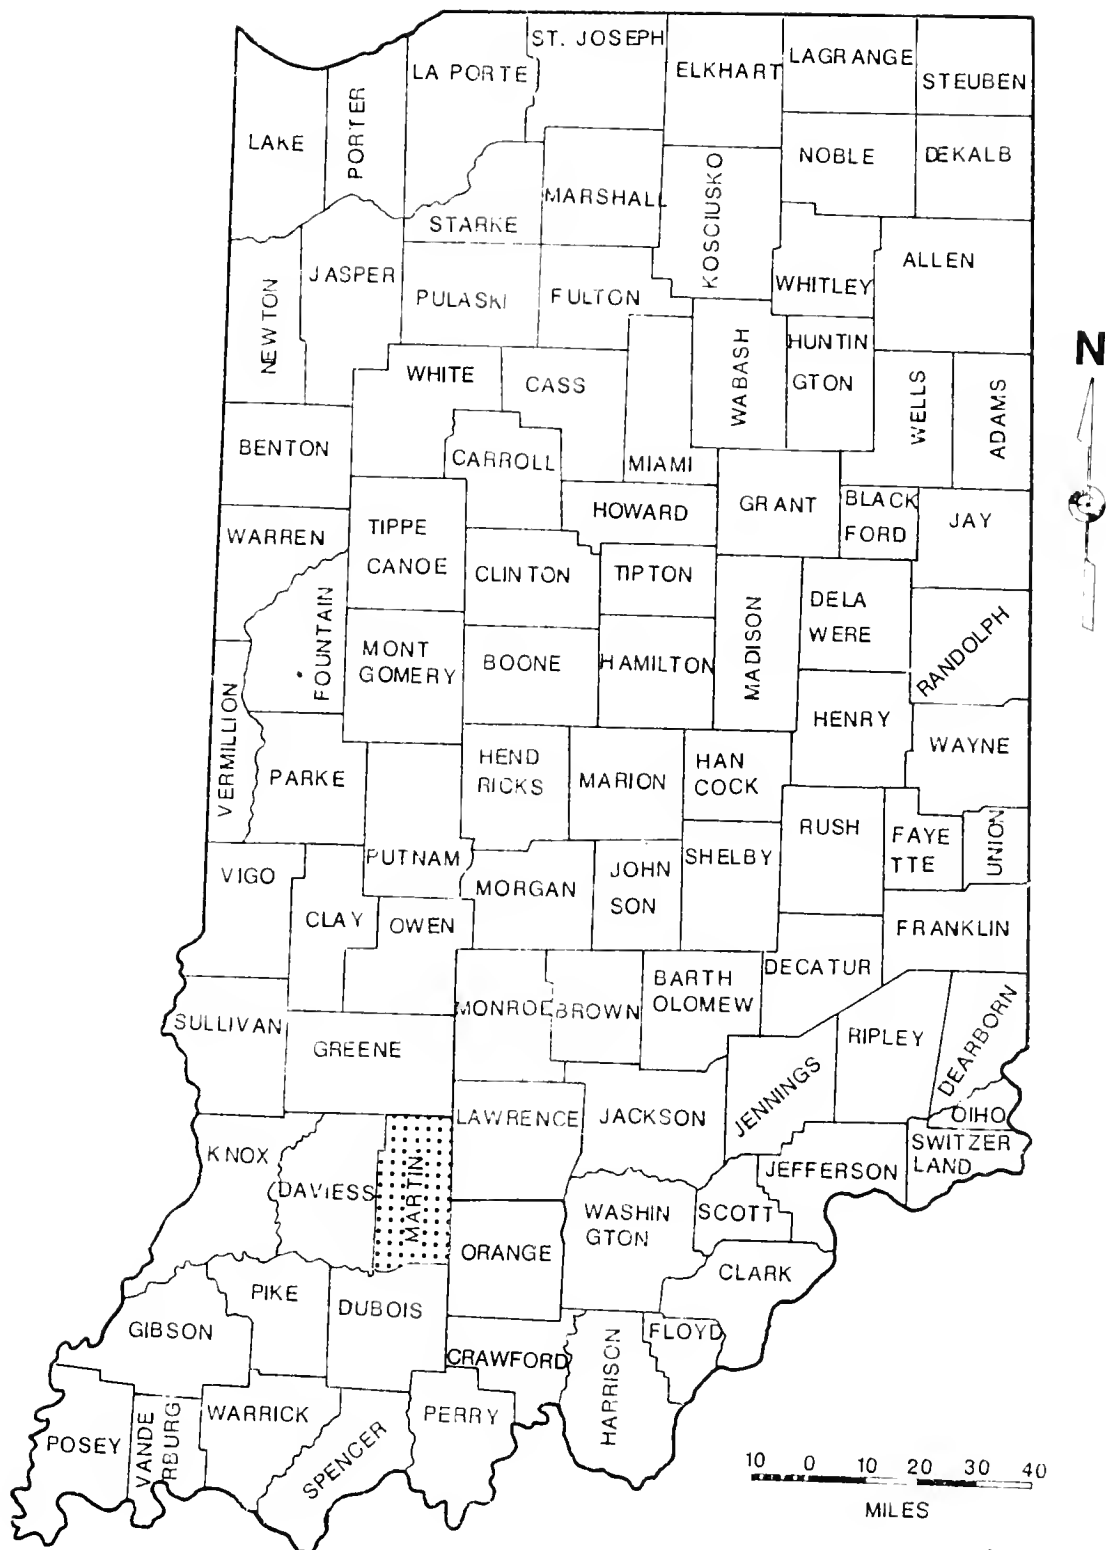 ST. JOSEPH
LA PORTE
ELKHART
LAGRANGE
STEUBEN
LAKE
PORTER
NOBLE
DEKALB
MARSHALL
KOSCIUSKO
STARKE
JASPER
PULASKI
FULTON
WHITLEY
ALLEN
NEWTON
N
WHITE
CASS
WABASH
HUNTIN
GTON
WELLS
ADAMS
BENTON
CARROLL
MIAMI
GRANT
BLACK
FORD
JAY
HOWARD
WARREN
TIPPE
CANOE
CLINTON
TIPTON
FOUNTAIN
MADISON
DELA
WERE
RANDOLPH
MONT
GOMERY
BOONE
HAMILTON
VERMILLION
HENRY
WAYNE
PARKE
HEND
RICKS
MARION
HAN
COCK
RUSH
FAYE
TTE
UNION
PUTNAM
SHELBY
VIGO
MORGAN
JOHN
SON
CLAY
OWEN
FRANKLIN
DECATUR
BARTH
OLOMEW
MONROE
BROWN
SULLIVAN
GREENE
RIPLEY
DEARBORN
JENNINGS
LAWRENCE
JACKSON
OIHO
SWITZER
LAND
KNOX
DAVIESS
MARTIN
JEFFERSON
WASHIN
GTON
SCOTT
ORANGE
CLARK
PIKE
DUBOIS
GIBSON
FLOYD
CRAWFORD
HARRISON
WARRICK
PERRY
POSEY
VANDE
RBURG
SPENCER
10 0 10 20 30 40
MILES